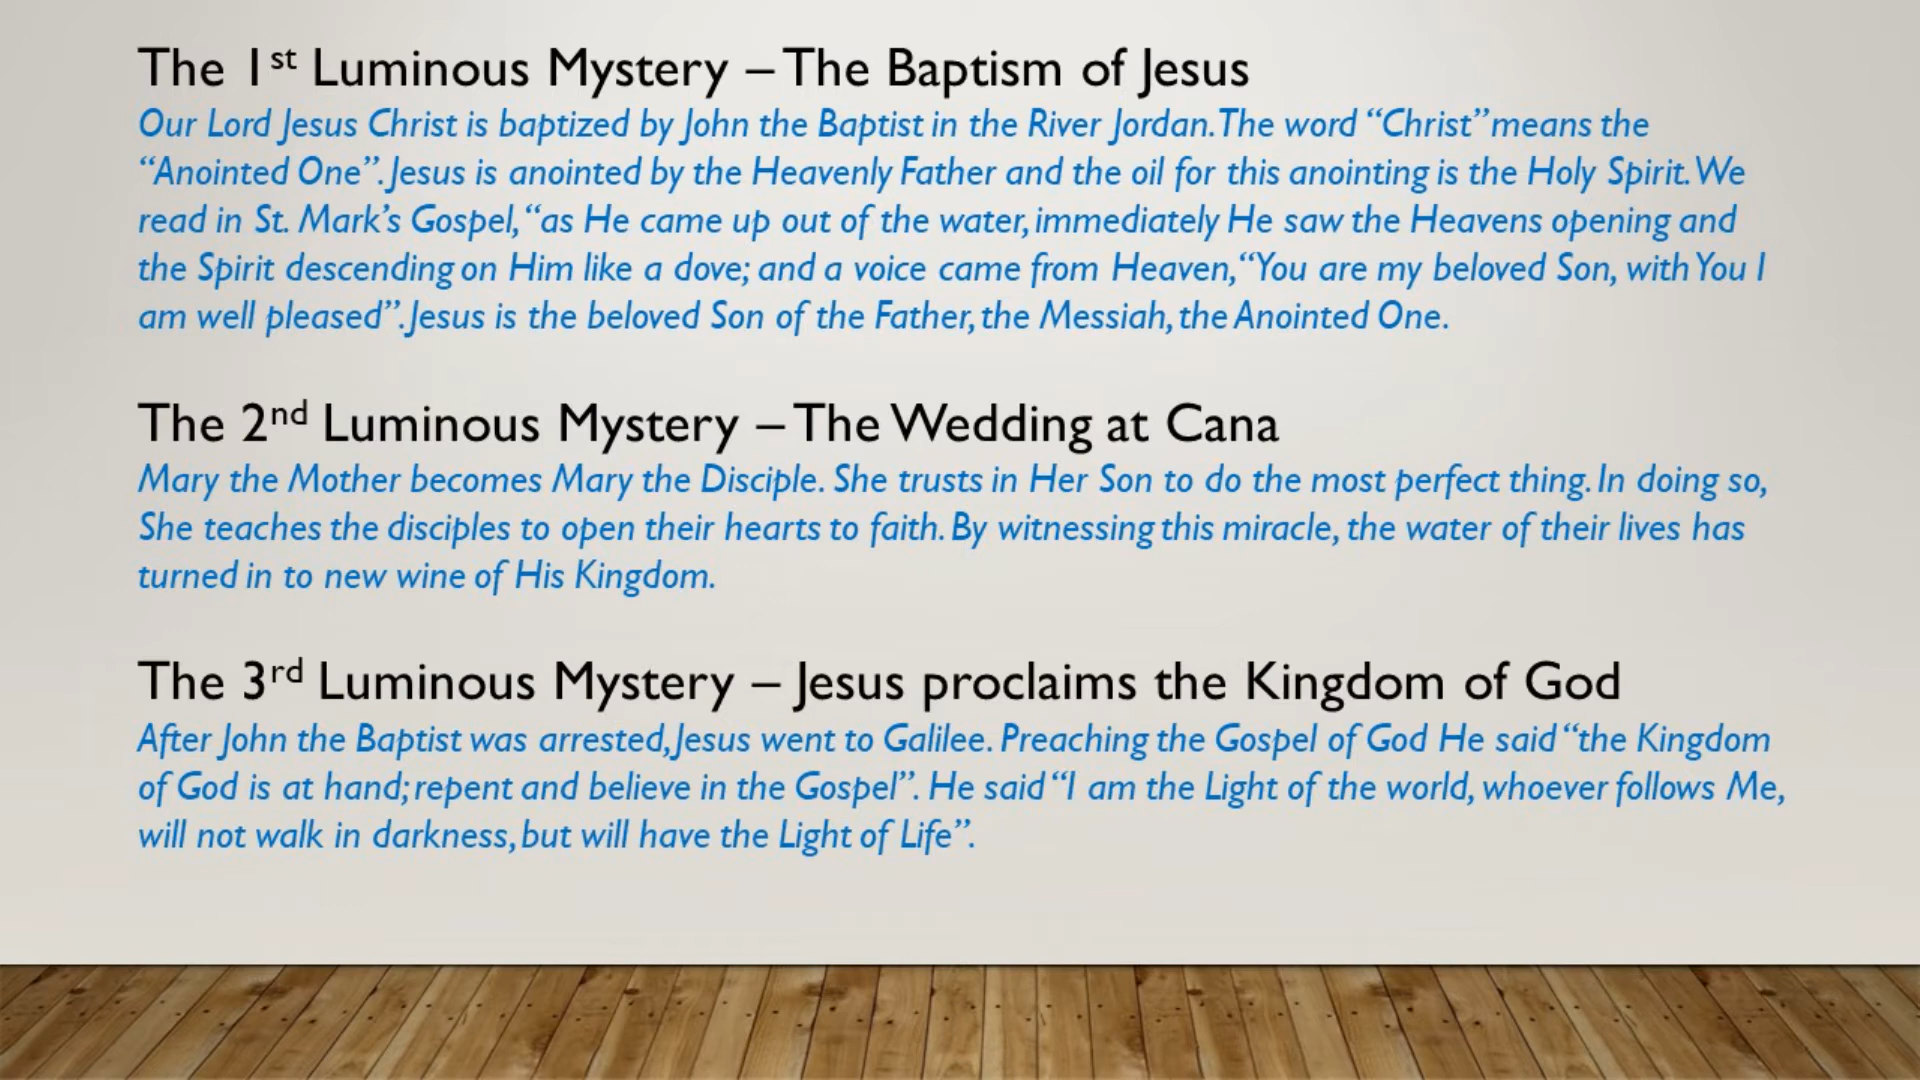 The 1st Luminous Mystery – The Baptism of Jesus
Our Lord Jesus Christ is baptized by John the Baptist in the River Jordan. The word “Christ” means the
“Anointed One”. Jesus is anointed by the Heavenly Father and the oil for this anointing is the Holy Spirit. We
read in St. Mark’s Gospel, “as He came up out of the water, immediately He saw the Heavens opening and
the Spirit descending on Him like a dove; and a voice came from Heaven, “You are my beloved Son, with You I
am well pleased”. Jesus is the beloved Son of the Father, the Messiah, the Anointed One.
The 2nd Luminous Mystery – The Wedding at Cana
Mary the Mother becomes Mary the Disciple. She trusts in Her Son to do the most perfect thing. In doing so,
She teaches the disciples to open their hearts to faith. By witnessing this miracle, the water of their lives has
turned in to new wine of His Kingdom.
The 3rd Luminous Mystery – Jesus proclaims the Kingdom of God
After John the Baptist was arrested, Jesus went to Galilee. Preaching the Gospel of God He said “the Kingdom
of God is at hand; repent and believe in the Gospel”. He said “I am the Light of the world, whoever follows Me,
will not walk in darkness, but will have the Light of Life”.